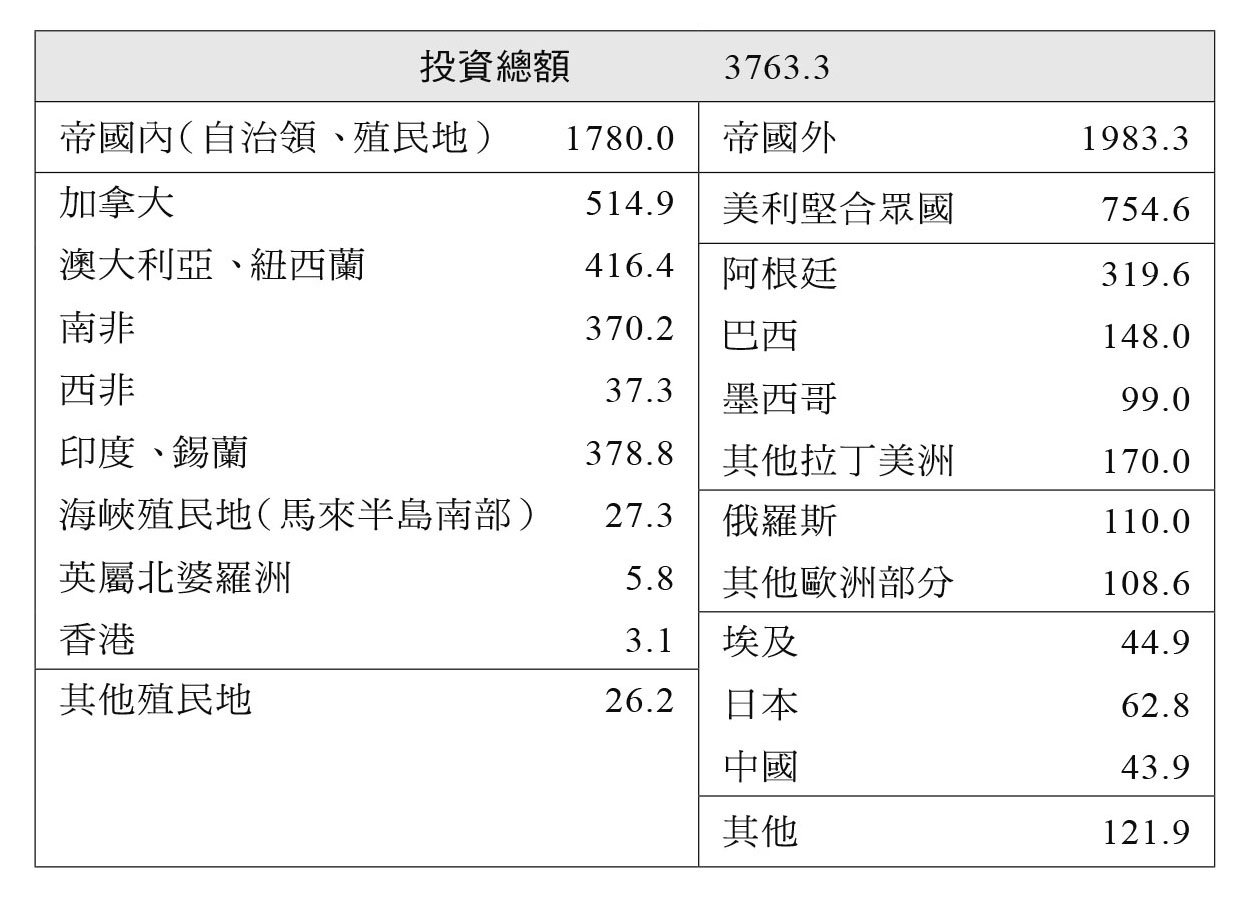 投資總額 3763.3
帝國內（自治領、殖民地） 1780.0
加拿大 514.9
澳大利亞、紐西蘭 416.4
南非 370.2
西非 37.3
印度、錫蘭 378.8
海峽殖民地（馬來半島南部） 27.3
英屬北婆羅洲 5.8
香港 3.1
其他殖民地 26.2
帝國外 1983.3
美利堅合眾國 754.6
阿根廷 319.6
巴西 148.0
墨西哥 99.0
其他拉丁美洲 170.0
俄羅斯 110.0
其他歐洲部分 108.6
埃及 44.9
日本 62.8
中國 43.9
其他 121.9